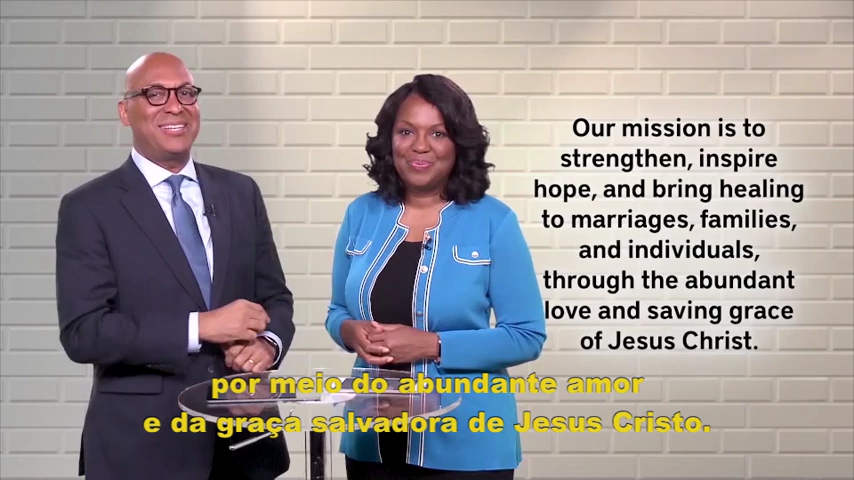 Our mission is to
strengthen, inspire
hope, and bring healing
to marriages, families,
and individuals,
through the abundant
love and saving grace
of Jesus Christ.
por meio do abundante amor
e da graça salvadora de Jesus Cristo.